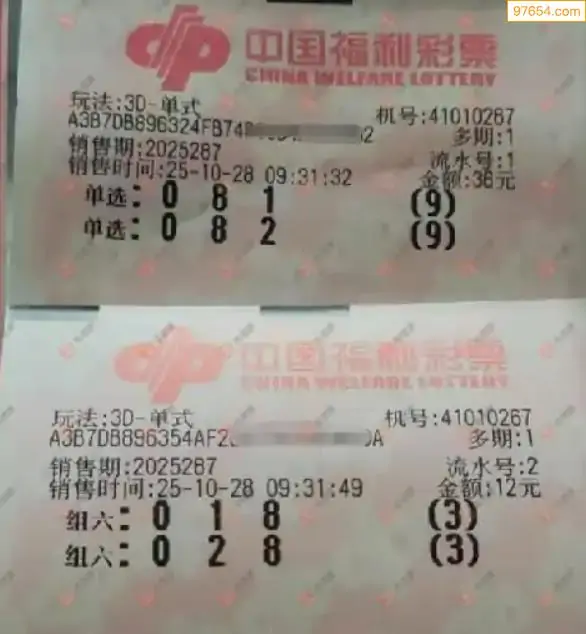 97654.com
中国福利彩票
CHINA WELFARE LOTTERY
玩法:3D-单式 机号:41010267
A3B7DB896324FB74 2 多期:1
销售期:2025287 流水号:1
销售时间:25-10-28 09:31:32 金额:36元
单选: 0 8 1 (9)
单选: 0 8 2 (9)
中国福利彩票
CHINA WELFARE LOTTERY
玩法:3D-单式 机号:41010267
A3B7DB896354AF2 0A 多期:1
销售期:2025287 流水号:2
销售时间:25-10-28 09:31:49 金额:12元
组六: 0 1 8 (3)
组六: 0 2 8 (3)